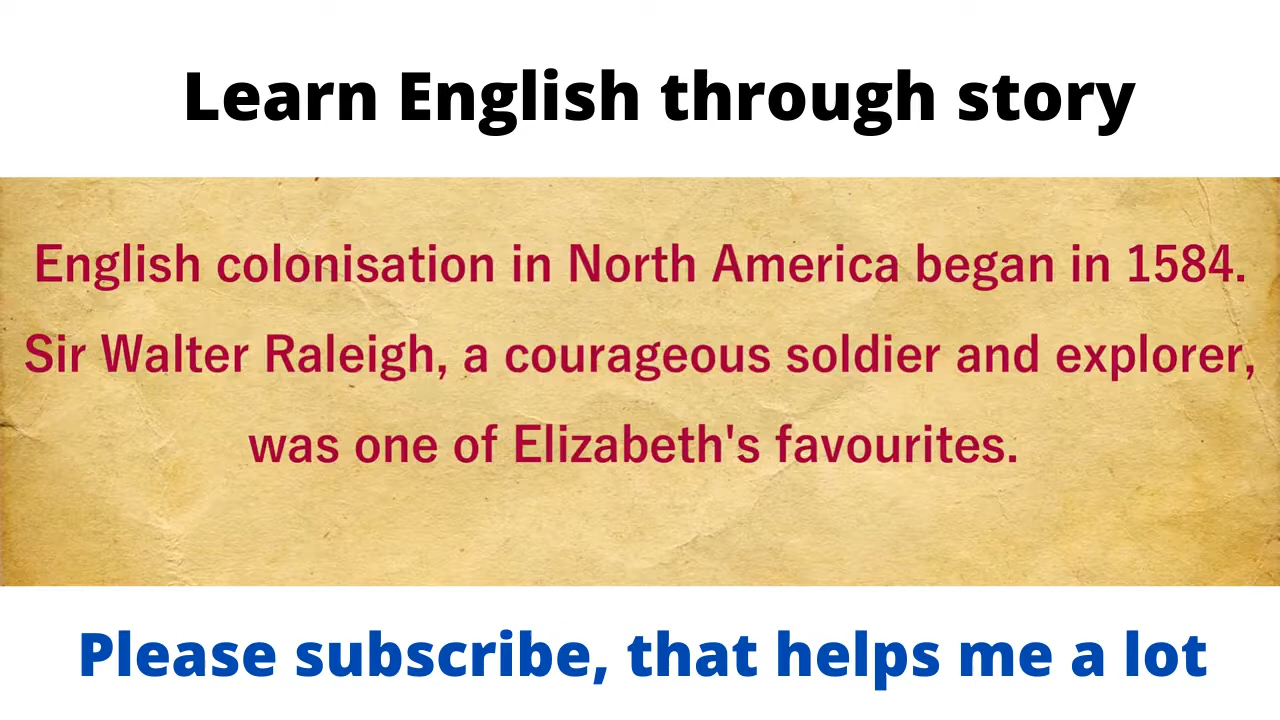 Learn English through story
English colonisation in North America began in 1584.
Sir Walter Raleigh, a courageous soldier and explorer,
was one of Elizabeth's favourites.
Please subscribe, that helps me a lot